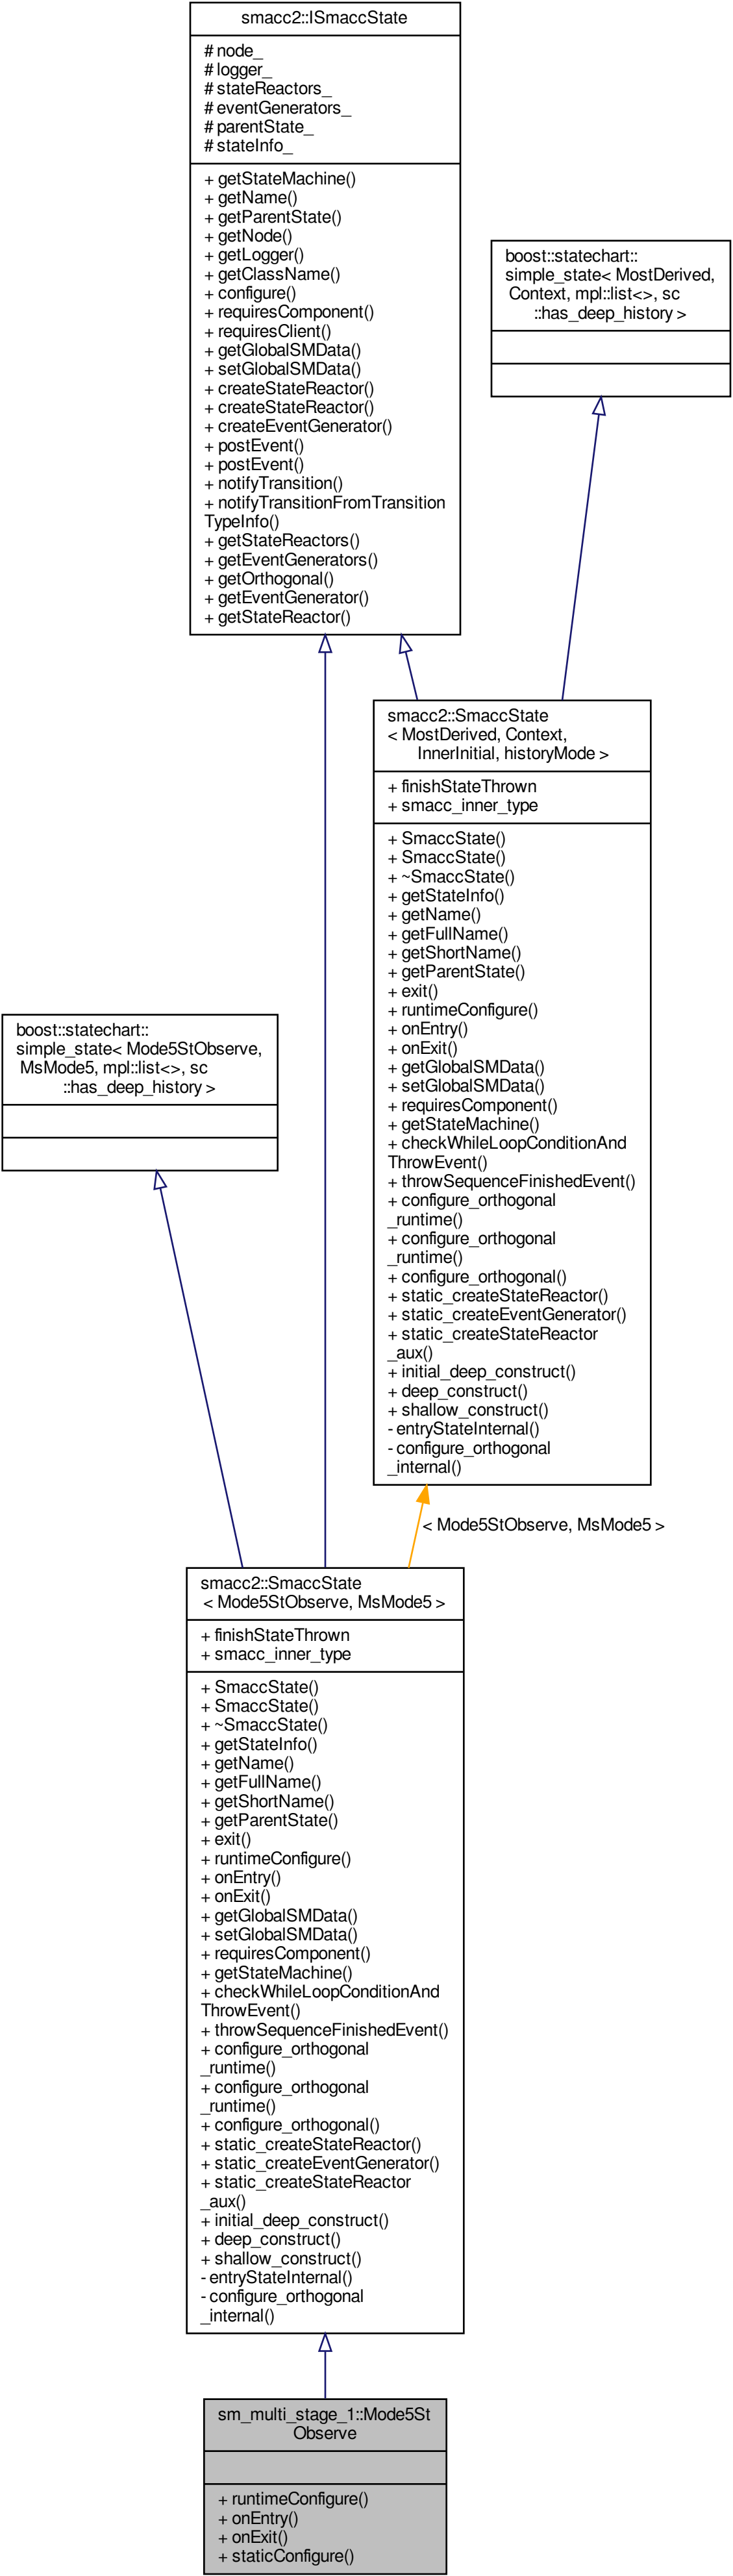 smacc2::ISmaccState
# node_
# logger_
# stateReactors_
# eventGenerators_
# parentState_
# stateInfo_
+ getStateMachine()
+ getName()
+ getParentState()
+ getNode()
+ getLogger()
+ getClassName()
+ configure()
+ requiresComponent()
+ requiresClient()
+ getGlobalSMData()
+ setGlobalSMData()
+ createStateReactor()
+ createStateReactor()
+ createEventGenerator()
+ postEvent()
+ postEvent()
+ notifyTransition()
+ notifyTransitionFromTransition
TypeInfo()
+ getStateReactors()
+ getEventGenerators()
+ getOrthogonal()
+ getEventGenerator()
+ getStateReactor()
boost::statechart::
simple_state< MostDerived,
Context, mpl::list<>, sc
::has_deep_history >
smacc2::SmaccState
< MostDerived, Context,
InnerInitial, historyMode >
+ finishStateThrown
+ smacc_inner_type
+ SmaccState()
+ SmaccState()
+ ~SmaccState()
+ getStateInfo()
+ getName()
+ getFullName()
+ getShortName()
+ getParentState()
+ exit()
+ runtimeConfigure()
+ onEntry()
+ onExit()
+ getGlobalSMData()
+ setGlobalSMData()
+ requiresComponent()
+ getStateMachine()
+ checkWhileLoopConditionAnd
ThrowEvent()
+ throwSequenceFinishedEvent()
+ configure_orthogonal
_runtime()
+ configure_orthogonal
_runtime()
+ configure_orthogonal()
+ static_createStateReactor()
+ static_createEventGenerator()
+ static_createStateReactor
_aux()
+ initial_deep_construct()
+ deep_construct()
+ shallow_construct()
- entryStateInternal()
- configure_orthogonal
_internal()
boost::statechart::
simple_state< Mode5StObserve,
MsMode5, mpl::list<>, sc
::has_deep_history >
< Mode5StObserve, MsMode5 >
smacc2::SmaccState
< Mode5StObserve, MsMode5 >
+ finishStateThrown
+ smacc_inner_type
+ SmaccState()
+ SmaccState()
+ ~SmaccState()
+ getStateInfo()
+ getName()
+ getFullName()
+ getShortName()
+ getParentState()
+ exit()
+ runtimeConfigure()
+ onEntry()
+ onExit()
+ getGlobalSMData()
+ setGlobalSMData()
+ requiresComponent()
+ getStateMachine()
+ checkWhileLoopConditionAnd
ThrowEvent()
+ throwSequenceFinishedEvent()
+ configure_orthogonal
_runtime()
+ configure_orthogonal
_runtime()
+ configure_orthogonal()
+ static_createStateReactor()
+ static_createEventGenerator()
+ static_createStateReactor
_aux()
+ initial_deep_construct()
+ deep_construct()
+ shallow_construct()
- entryStateInternal()
- configure_orthogonal
_internal()
sm_multi_stage_1::Mode5St
Observe
+ runtimeConfigure()
+ onEntry()
+ onExit()
+ staticConfigure()